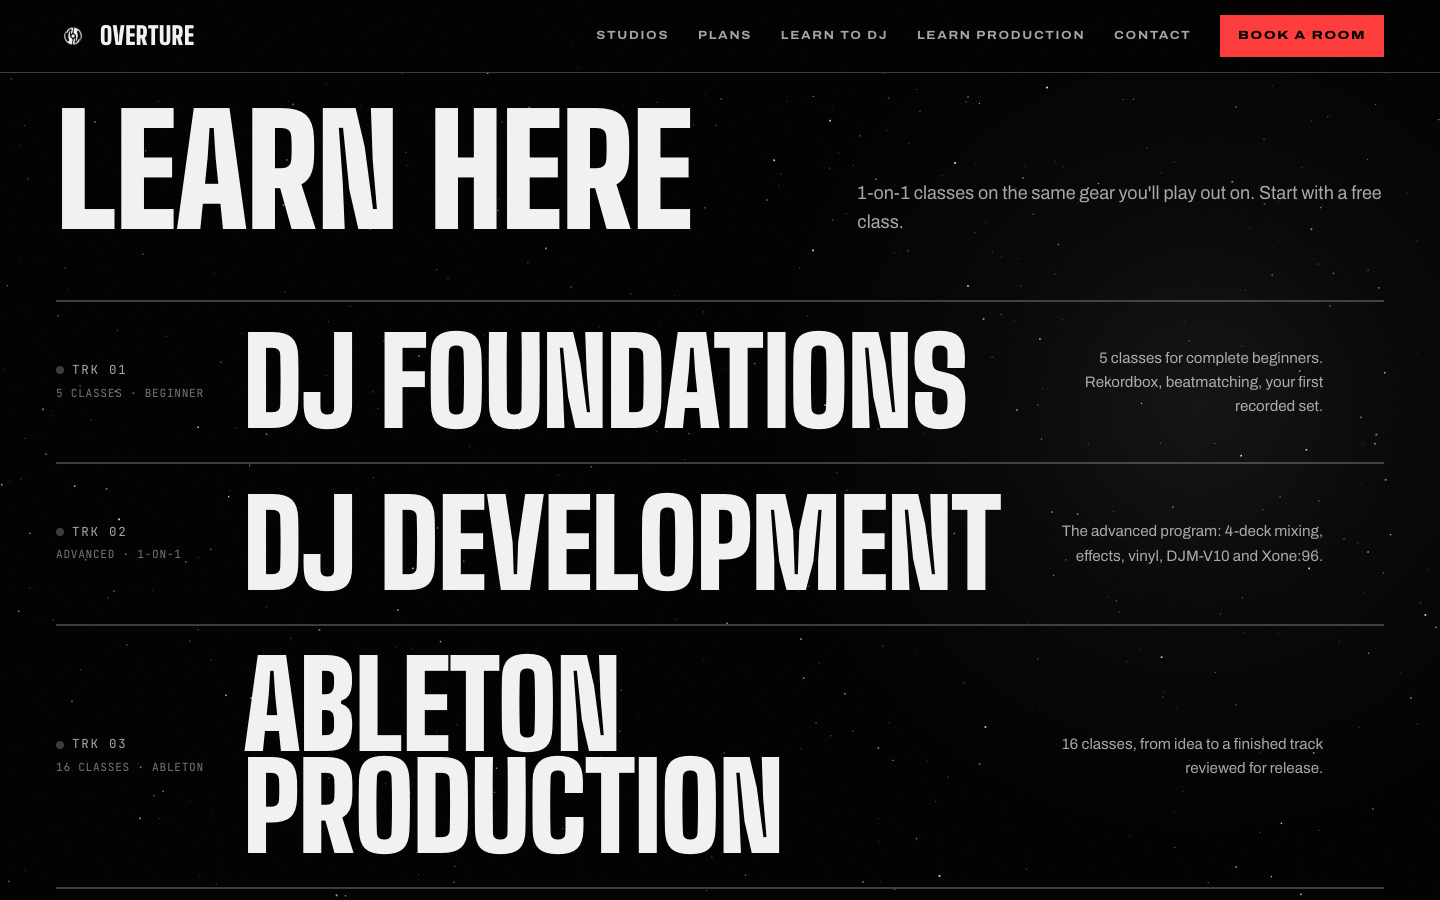 OVERTURE
STUDIOS PLANS LEARN TO DJ LEARN PRODUCTION CONTACT BOOK A ROOM
LEARN HERE
1-on-1 classes on the same gear you'll play out on. Start with a free
class.
TRK 01
5 CLASSES · BEGINNER
DJ FOUNDATIONS
5 classes for complete beginners.
Rekordbox, beatmatching, your first
recorded set.
TRK 02
ADVANCED · 1-ON-1
DJ DEVELOPMENT
The advanced program: 4-deck mixing,
effects, vinyl, DJM-V10 and Xone:96.
TRK 03
16 CLASSES · ABLETON
ABLETON
PRODUCTION
16 classes, from idea to a finished track
reviewed for release.